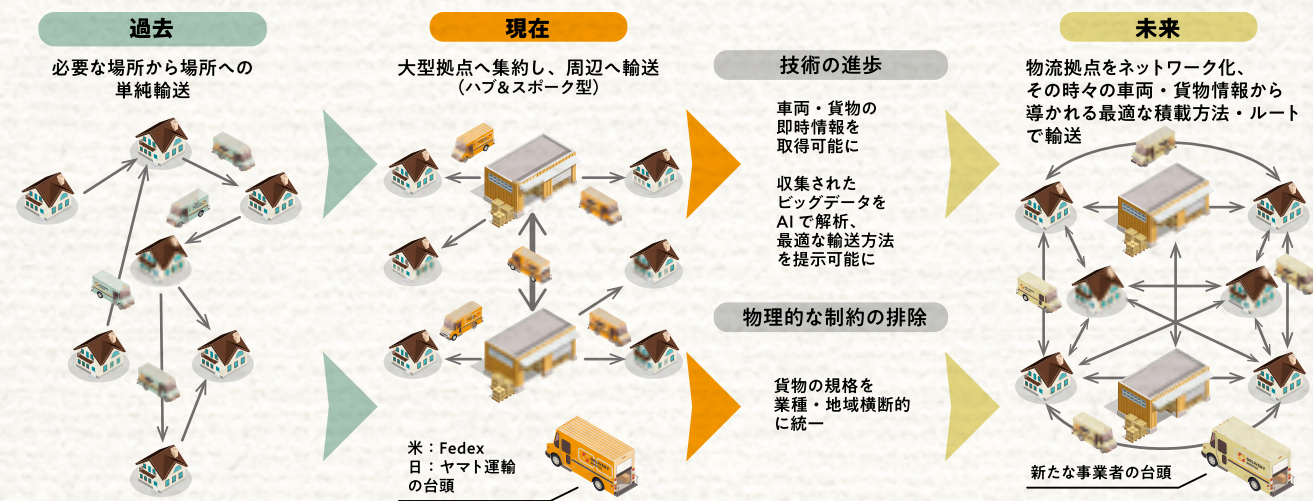 過去
必要な場所から場所への
単純輸送
現在
大型拠点へ集約し、周辺へ輸送
（ハブ＆スポーク型）
米：Fedex
日：ヤマト運輸
の台頭
技術の進歩
車両・貨物の
即時情報を
取得可能に
収集された
ビッグデータを
AIで解析、
最適な輸送方法
を提示可能に
物理的な制約の排除
貨物の規格を
業種・地域横断的
に統一
未来
物流拠点をネットワーク化、
その時々の車両・貨物情報から
導かれる最適な積載方法・ルート
で輸送
新たな事業者の台頭